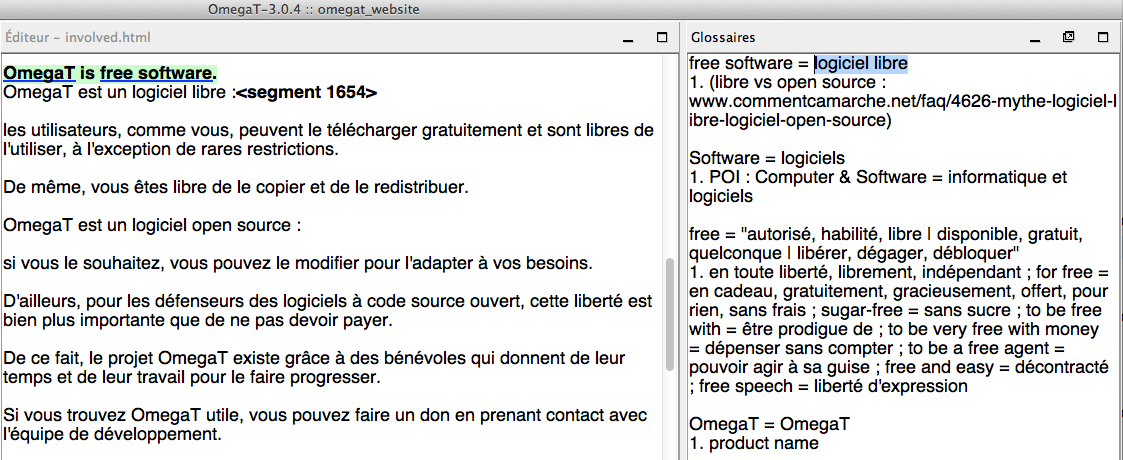 OmegaT-3.0.4 :: omegat_website
Éditeur – involved.html
OmegaT is free software.
OmegaT est un logiciel libre :<segment 1654>
les utilisateurs, comme vous, peuvent le télécharger gratuitement et sont libres de
l'utiliser, à l'exception de rares restrictions.
De même, vous êtes libre de le copier et de le redistribuer.
OmegaT est un logiciel open source :
si vous le souhaitez, vous pouvez le modifier pour l'adapter à vos besoins.
D'ailleurs, pour les défenseurs des logiciels à code source ouvert, cette liberté est
bien plus importante que de ne pas devoir payer.
De ce fait, le projet OmegaT existe grâce à des bénévoles qui donnent de leur
temps et de leur travail pour le faire progresser.
Si vous trouvez OmegaT utile, vous pouvez faire un don en prenant contact avec
l'équipe de développement.
Glossaires
free software = logiciel libre
1. (libre vs open source :
www.commentcamarche.net/faq/4626-mythe-logiciel-l
ibre-logiciel-open-source)
Software = logiciels
1. POI : Computer & Software = informatique et
logiciels
free = "autorisé, habilité, libre | disponible, gratuit,
quelconque | libérer, dégager, débloquer"
1. en toute liberté, librement, indépendant ; for free =
en cadeau, gratuitement, gracieusement, offert, pour
rien, sans frais ; sugar-free = sans sucre ; to be free
with = être prodigue de ; to be very free with money
= dépenser sans compter ; to be a free agent =
pouvoir agir à sa guise ; free and easy = décontracté
; free speech = liberté d'expression
OmegaT = OmegaT
1. product name